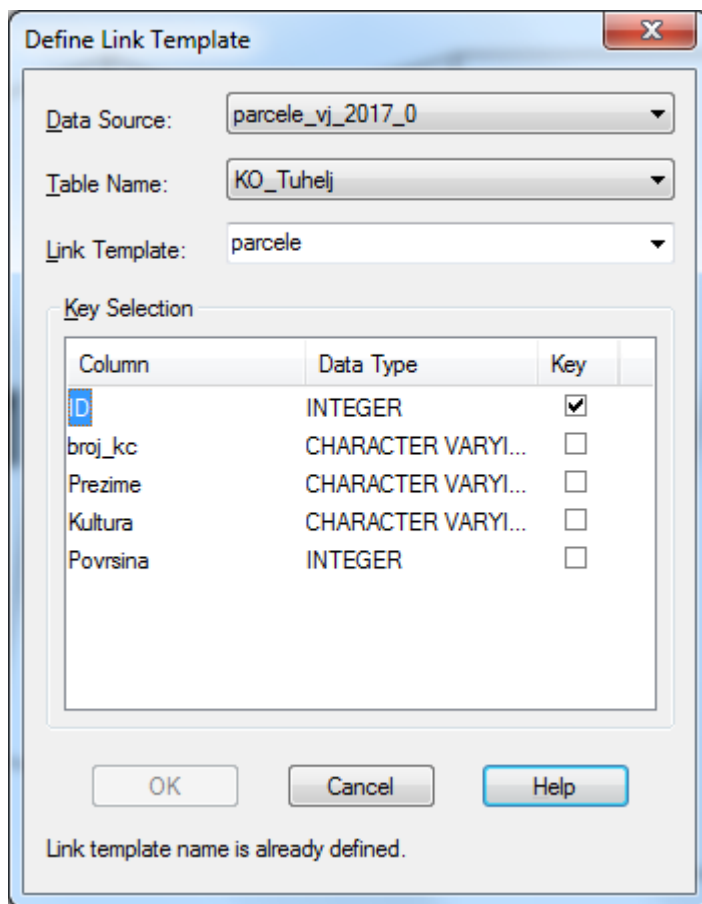 Define Link Template
Data Source: parcele_vj_2017_0
Table Name: KO_Tuhelj
Link Template: parcele
Key Selection
Column Data Type Key
ID INTEGER
broj_kc CHARACTER VARYI...
Prezime CHARACTER VARYI...
Kultura CHARACTER VARYI...
Povrsina INTEGER
OK Cancel Help
Link template name is already defined.